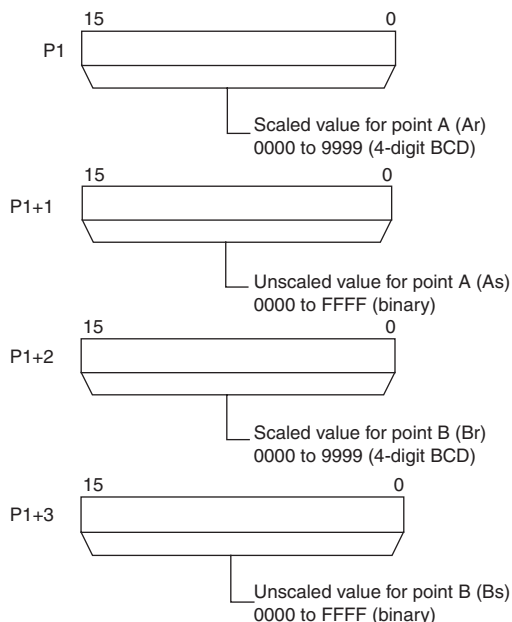 15 0
P1
Scaled value for point A (Ar)
0000 to 9999 (4-digit BCD)
15 0
P1+1
Unscaled value for point A (As)
0000 to FFFF (binary)
15 0
P1+2
Scaled value for point B (Br)
0000 to 9999 (4-digit BCD)
15 0
P1+3
Unscaled value for point B (Bs)
0000 to FFFF (binary)